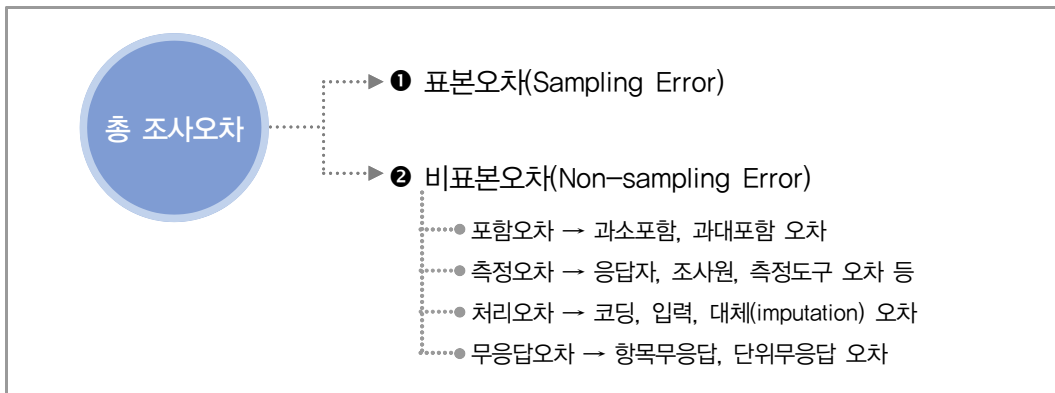 총 조사오차
❶ 표본오차(Sampling Error)
❷ 비표본오차(Non-sampling Error)
포함오차 → 과소포함, 과대포함 오차
측정오차 → 응답자, 조사원, 측정도구 오차 등
처리오차 → 코딩, 입력, 대체(imputation) 오차
무응답오차 → 항목무응답, 단위무응답 오차